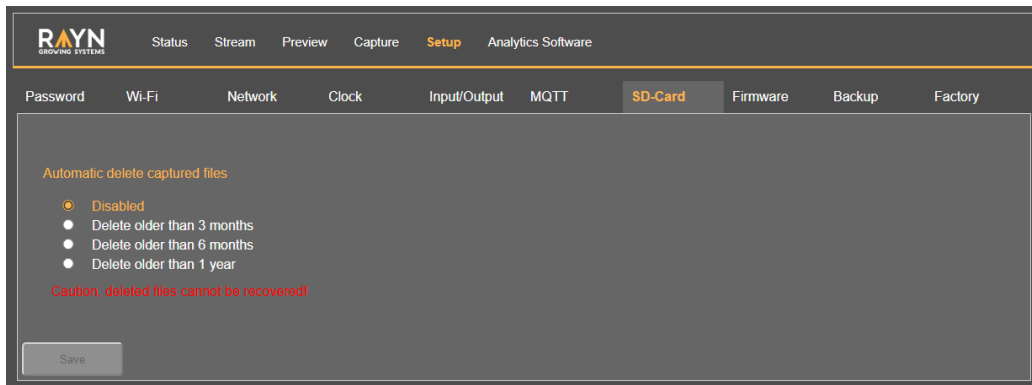 RAYN
GROWING SYSTEMS
Status Stream Preview Capture Setup Analytics Software
Password Wi-Fi Network Clock Input/Output MQTT SD-Card Firmware Backup Factory
Automatic delete captured files
Disabled
Delete older than 3 months
Delete older than 6 months
Delete older than 1 year
Caution, deleted files cannot be recovered!
Save